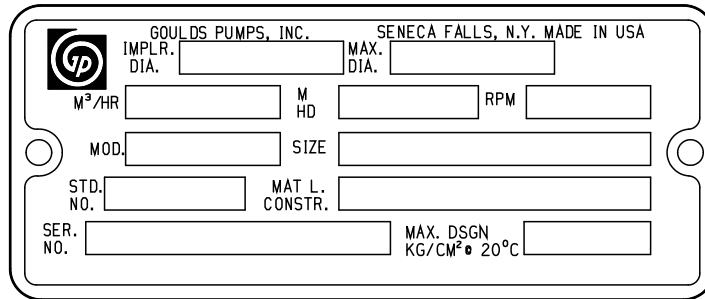 GOULDS PUMPS, INC. SENECA FALLS, N.Y. MADE IN USA
IMPLR. DIA. MAX. DIA.
M³/HR M HD RPM
MOD. SIZE
STD. NO. MAT L. CONSTR.
SER. NO. MAX. DSGN KG/CM²@ 20°C